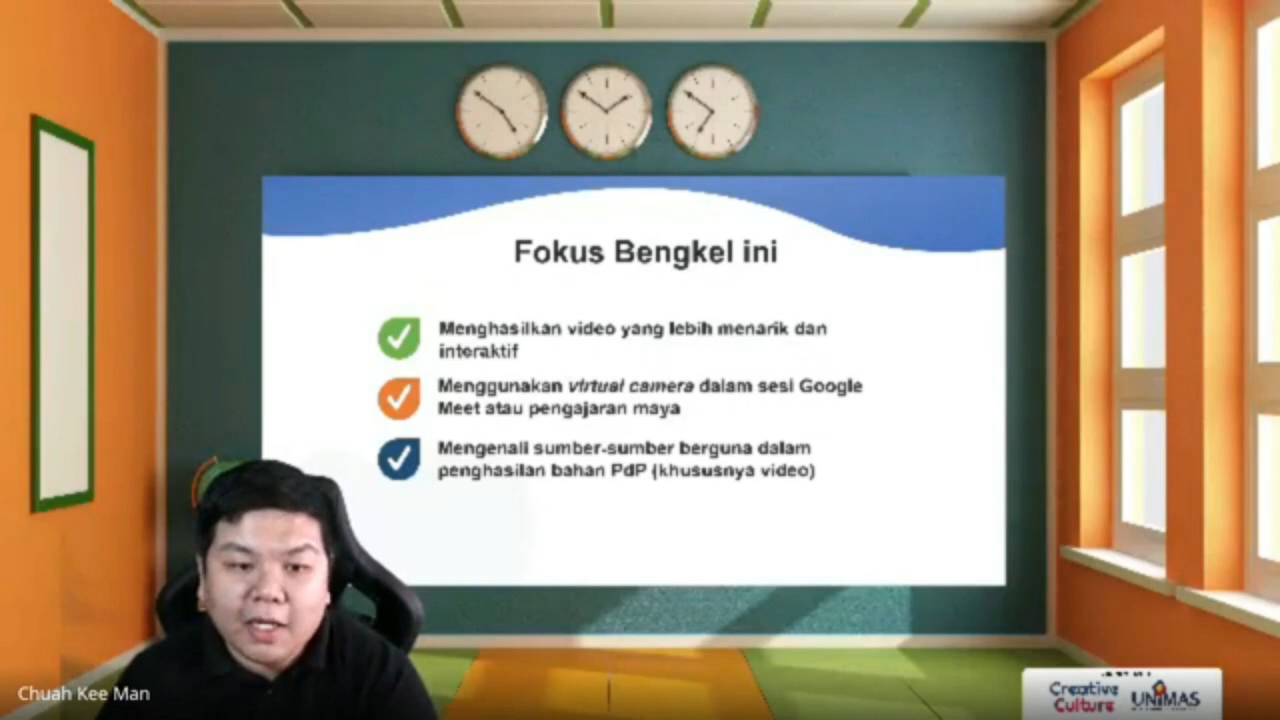 Fokus Bengkel ini
Menghasilkan video yang lebih menarik dan
interaktif
Menggunakan virtual camera dalam sesi Google
Meet atau pengajaran maya
Mengenali sumber-sumber berguna dalam
penghasilan bahan PdP (khususnya video)
Chuah Kee Man
Creative
Culture
UNIMAS